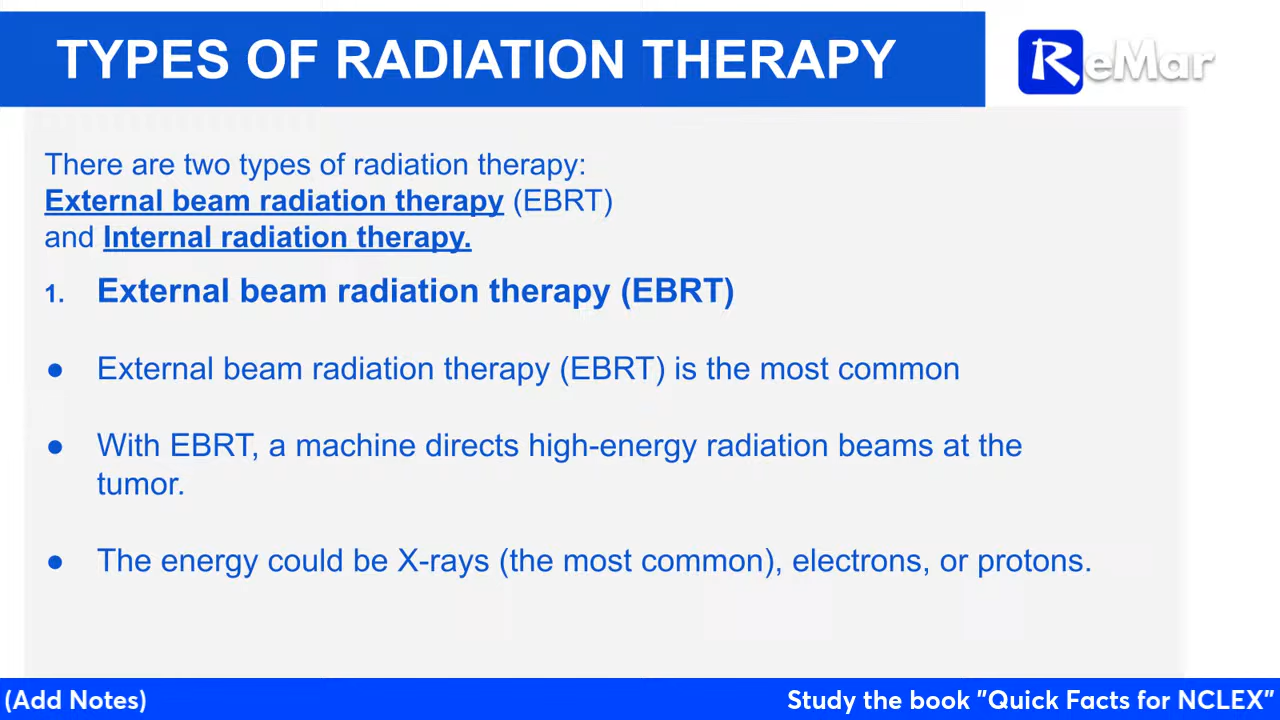 TYPES OF RADIATION THERAPY
ReMar
There are two types of radiation therapy:
External beam radiation therapy (EBRT)
and Internal radiation therapy.
1. External beam radiation therapy (EBRT)
● External beam radiation therapy (EBRT) is the most common
● With EBRT, a machine directs high-energy radiation beams at the
tumor.
● The energy could be X-rays (the most common), electrons, or protons.
(Add Notes)
Study the book "Quick Facts for NCLEX"